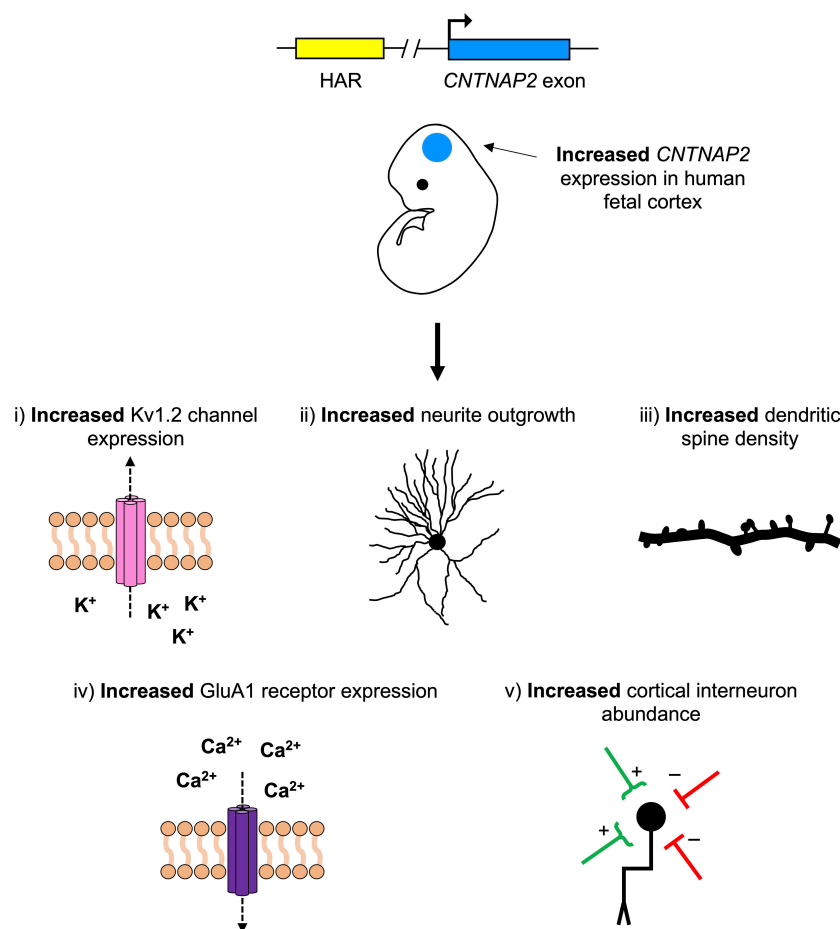 HAR
CNTNAP2 exon
Increased CNTNAP2
expression in human
fetal cortex
i) Increased Kv1.2 channel
expression
ii) Increased neurite outgrowth
iii) Increased dendritic
spine density
K⁺
K⁺
K⁺
K⁺
iv) Increased GluA1 receptor expression
v) Increased cortical interneuron
abundance
Ca²⁺
Ca²⁺
Ca²⁺
Ca²⁺
+
−
+
−